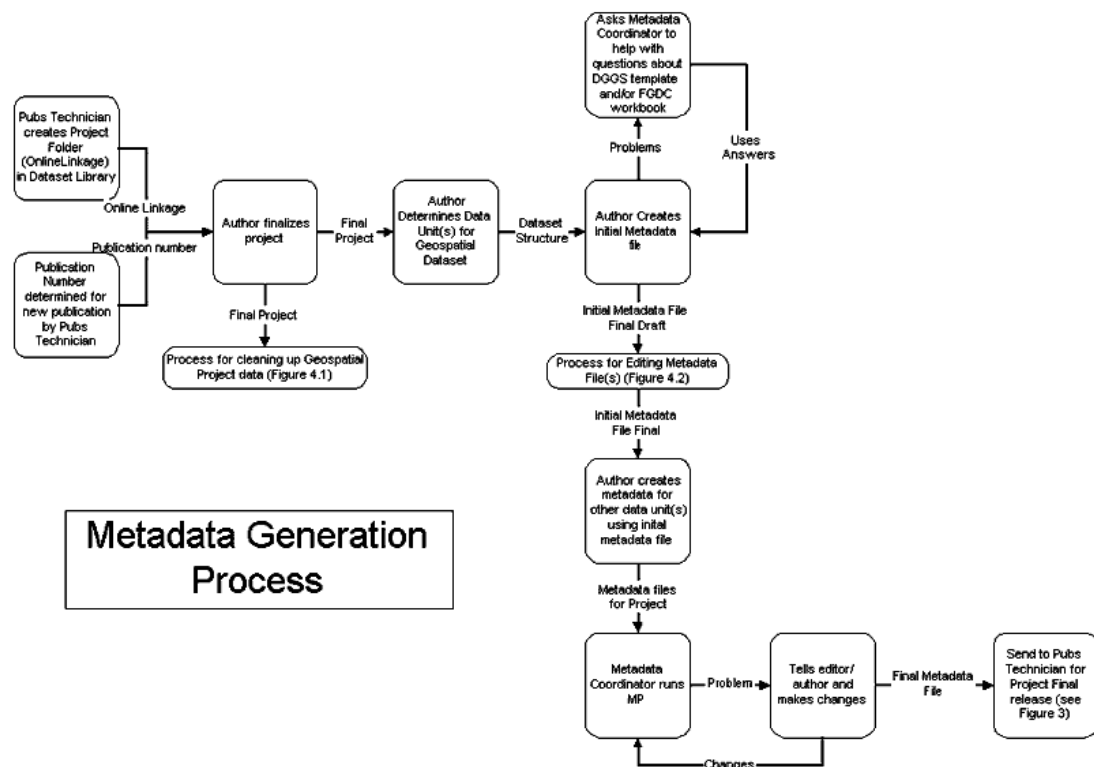 Asks Metadata
Coordinator to
help with
questions about
DGGS template
and/or FGDC
workbook
Pubs Technician
creates Project
Folder
(OnlineLinkage)
in Dataset Library
Problems
Uses
Answers
Online Linkage
Publication number
Author finalizes
project
Final
Project
Author
Determines Data
Unit(s) for
Geospatial
Dataset
Dataset
Structure
Author Creates
Initial Metadata
file
Publication
Number
determined for
new publication
by Pubs
Technician
Final Project
Initial Metadata File
Final Draft
Process for cleaning up Geospatial
Project data (Figure 4.1)
Process for Editing Metadata
File(s) (Figure 4.2)
Initial Metadata
File Final
Author creates
metadata for
other data unit(s)
using inital
metadata file
Metadata Generation
Process
Metadata files
for Project
Metadata
Coordinator runs
MP
Problem
Tells editor/
author and
makes changes
Final Metadata
File
Send to Pubs
Technician for
Project Final
release (see
Figure 3)
Changes